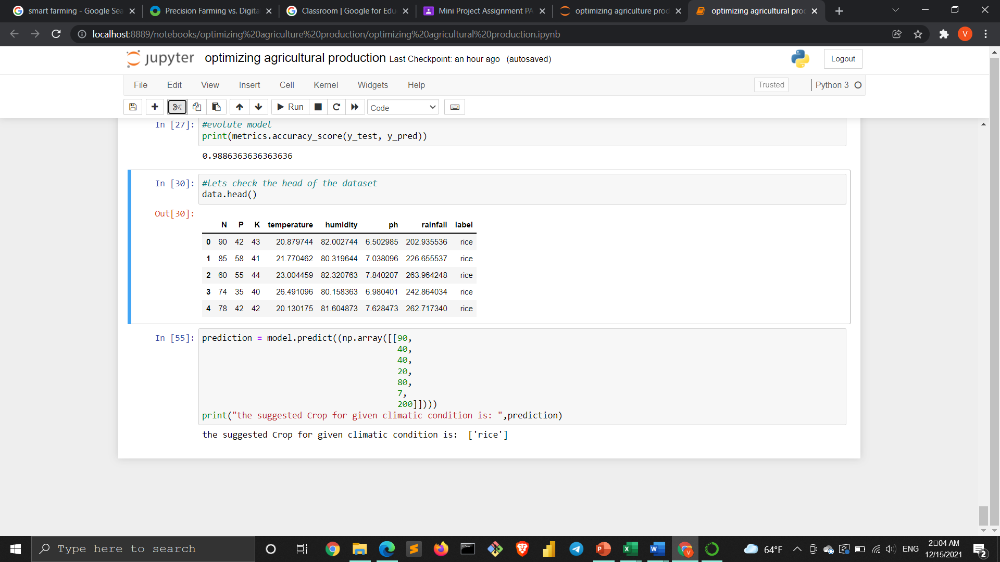 smart farming - Google Sea
Precision Farming vs. Digita
Classroom | Google for Edu
Mini Project Assignment PA
optimizing agriculture prod
optimizing agricultural pro
localhost:8889/notebooks/optimizing%20agriculture%20production/optimizing%20agricultural%20production.ipynb
V
jupyter optimizing agricultural production Last Checkpoint: an hour ago (autosaved)
Logout
File Edit View Insert Cell Kernel Widgets Help
Trusted
Python 3
Run
Code
In [27]: #evolute model
print(metrics.accuracy_score(y_test, y_pred))
0.9886363636363636
In [30]: #lets check the head of the dataset
data.head()
Out[30]:
N P K temperature humidity ph rainfall label
0 90 42 43 20.879744 82.002744 6.502985 202.935536 rice
1 85 58 41 21.770462 80.319644 7.038096 226.655537 rice
2 60 55 44 23.004459 82.320763 7.840207 263.964248 rice
3 74 35 40 26.491096 80.158363 6.980401 242.864034 rice
4 78 42 42 20.130175 81.604873 7.628473 262.717340 rice
In [55]: prediction = model.predict((np.array([[90,
40,
40,
20,
80,
7,
200]])))
print("the suggested Crop for given climatic condition is: ",prediction)
the suggested Crop for given climatic condition is:  ['rice']
Type here to search
64°F
ENG
2▯04 AM
12/15/2021
2